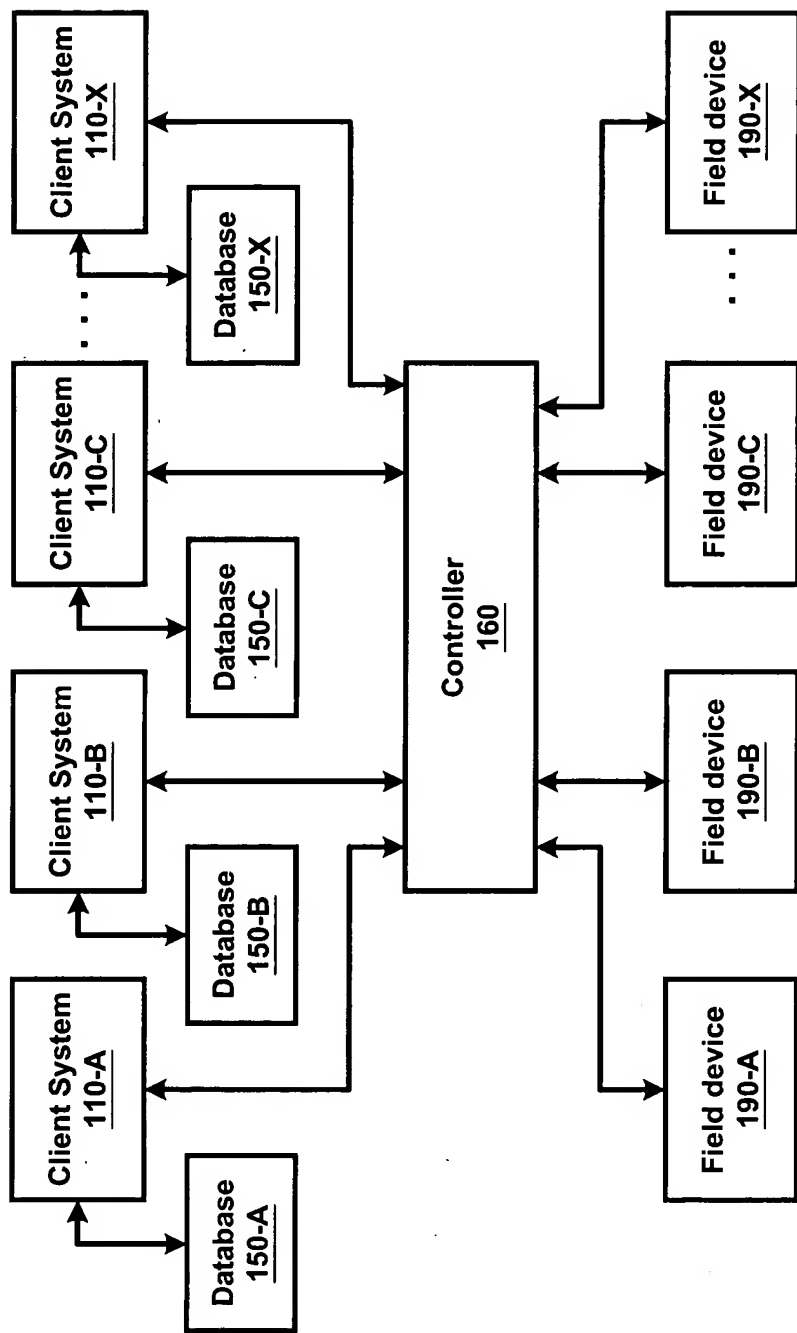 Client System
110-A
Client System
110-B
Client System
110-C
. . .
Client System
110-X
Database
150-A
Database
150-B
Database
150-C
Database
150-X
Controller
160
Field device
190-A
Field device
190-B
Field device
190-C
. . .
Field device
190-X